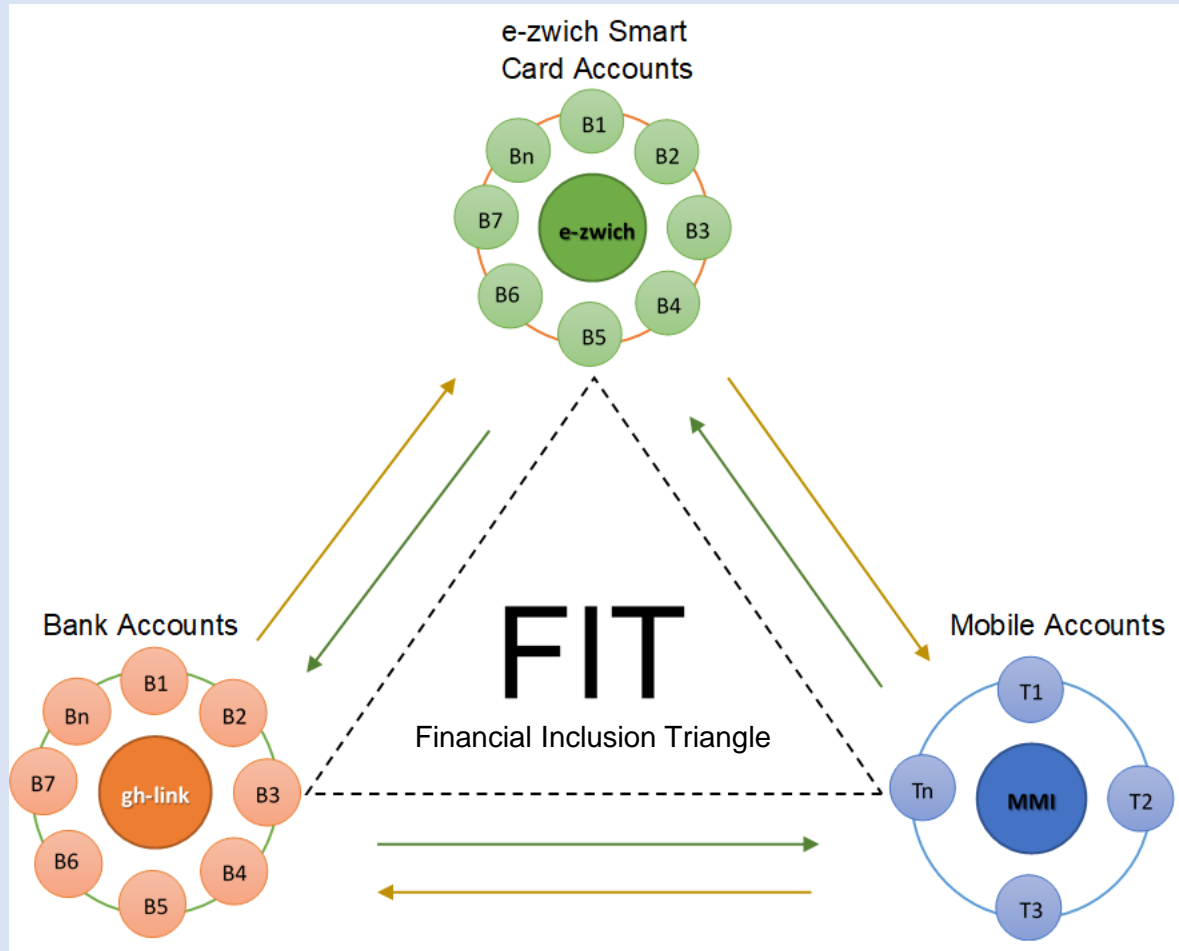 e-zwich Smart
Card Accounts
B1
B2
B3
B4
B5
B6
B7
Bn
e-zwich
FIT
Financial Inclusion Triangle
Bank Accounts
B1
B2
B3
B4
B5
B6
B7
Bn
gh-link
Mobile Accounts
T1
T2
T3
Tn
MMI